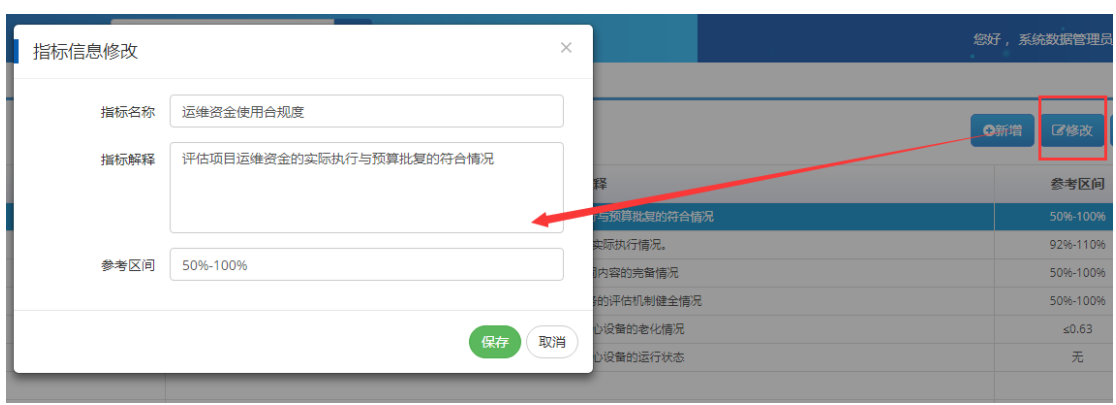 指标信息修改
×
您好，系统数据管理员
指标名称
运维资金使用合规度
新增
修改
指标解释
评估项目运维资金的实际执行与预算批复的符合情况
释
参考区间
与预算批复的符合情况
50%-100%
实际执行情况。
92%-110%
参考区间
50%-100%
内容的完备情况
50%-100%
的评估机制健全情况
50%-100%
保存
取消
心设备的老化情况
≤0.63
心设备的运行状态
无